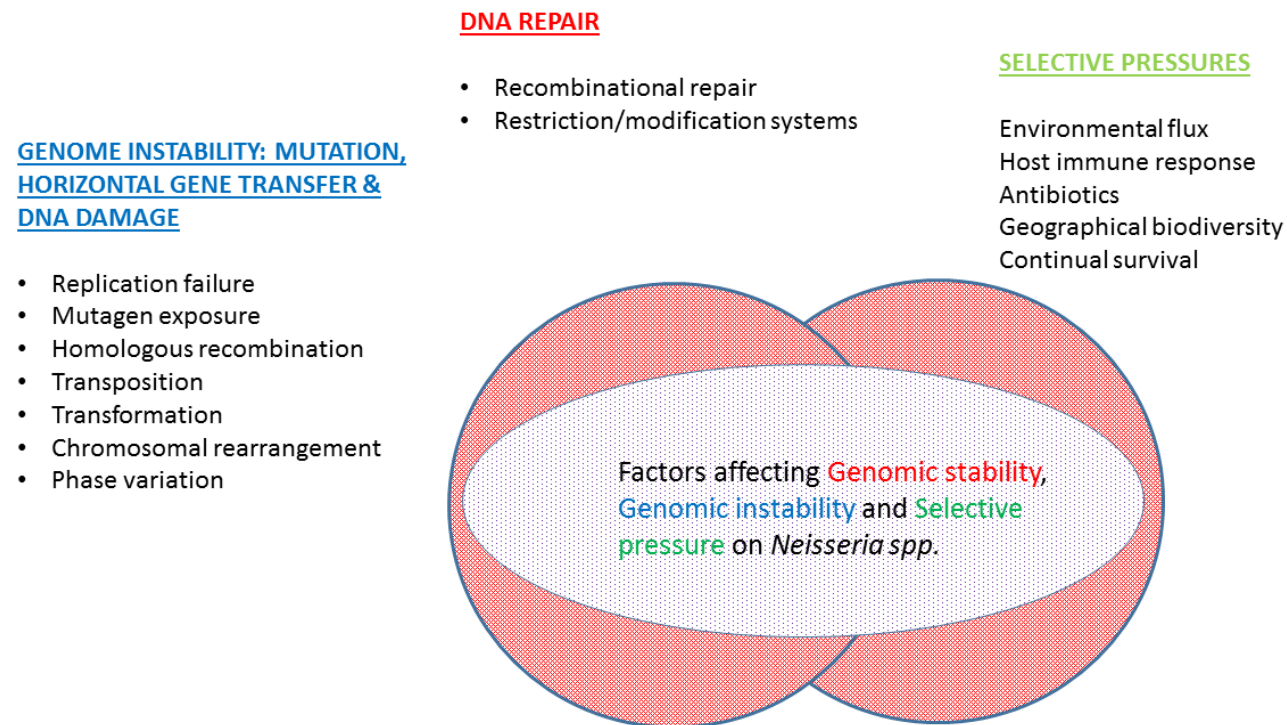 DNA REPAIR
• Recombinational repair
• Restriction/modification systems
SELECTIVE PRESSURES
Environmental flux
Host immune response
Antibiotics
Geographical biodiversity
Continual survival
GENOME INSTABILITY: MUTATION,
HORIZONTAL GENE TRANSFER &
DNA DAMAGE
• Replication failure
• Mutagen exposure
• Homologous recombination
• Transposition
• Transformation
• Chromosomal rearrangement
• Phase variation
Factors affecting Genomic stability,
Genomic instability and Selective
pressure on Neisseria spp.